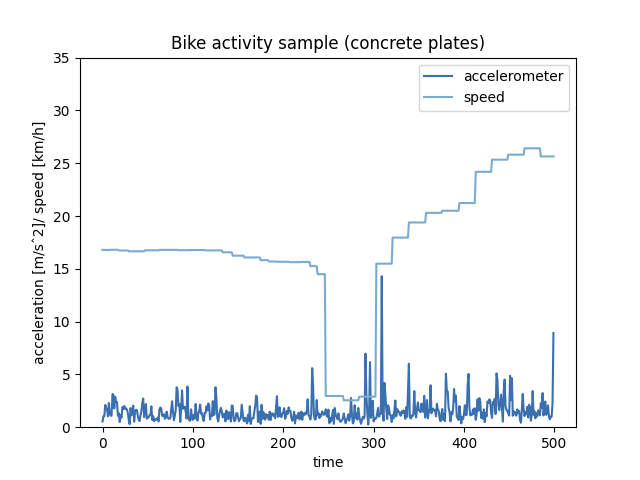 Bike activity sample (concrete plates)
accelerometer
speed
35
30
25
20
15
10
5
0
acceleration [m/s^2]/ speed [km/h]
0 100 200 300 400 500
time